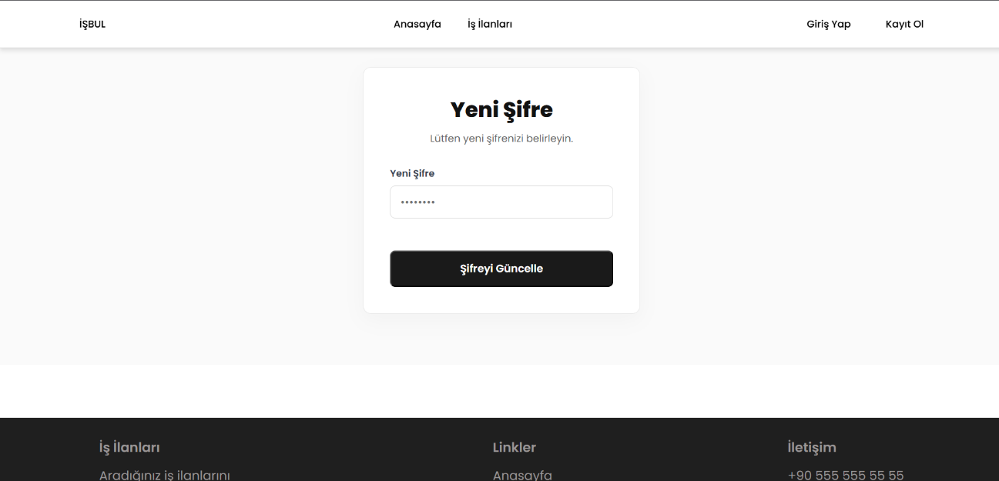 İŞBUL
Anasayfa
İş İlanları
Giriş Yap
Kayıt Ol
Yeni Şifre
Lütfen yeni şifrenizi belirleyin.
Yeni Şifre
••••••••
Şifreyi Güncelle
İş İlanları
Linkler
İletişim
Aradığınız iş ilanlarını
Anasayfa
+90 555 555 55 55